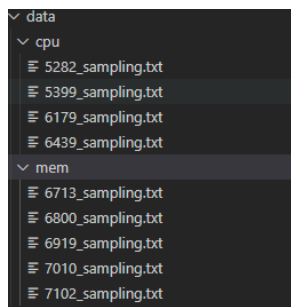 data
cpu
5282_sampling.txt
5399_sampling.txt
6179_sampling.txt
6439_sampling.txt
mem
6713_sampling.txt
6800_sampling.txt
6919_sampling.txt
7010_sampling.txt
7102_sampling.txt